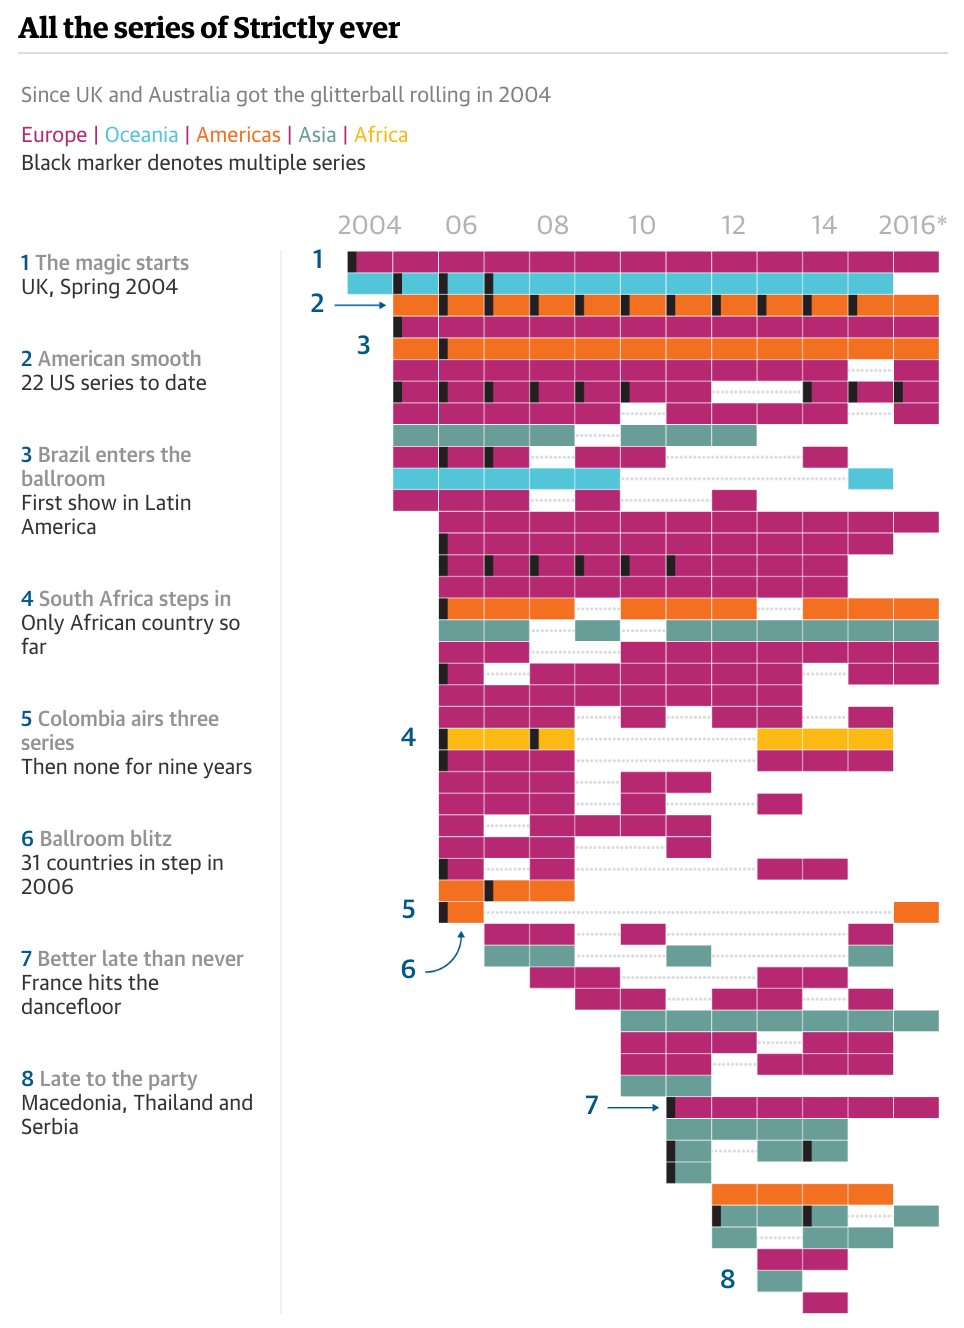 All the series of Strictly ever
Since UK and Australia got the glitterball rolling in 2004
Europe | Oceania | Americas | Asia | Africa
Black marker denotes multiple series
2004 06 08 10 12 14 2016*
1 The magic starts
UK, Spring 2004
2 American smooth
22 US series to date
3 Brazil enters the
ballroom
First show in Latin
America
4 South Africa steps in
Only African country so
far
5 Colombia airs three
series
Then none for nine years
6 Ballroom blitz
31 countries in step in
2006
7 Better late than never
France hits the
dancefloor
8 Late to the party
Macedonia, Thailand and
Serbia
1
2
3
4
5
6
7
8